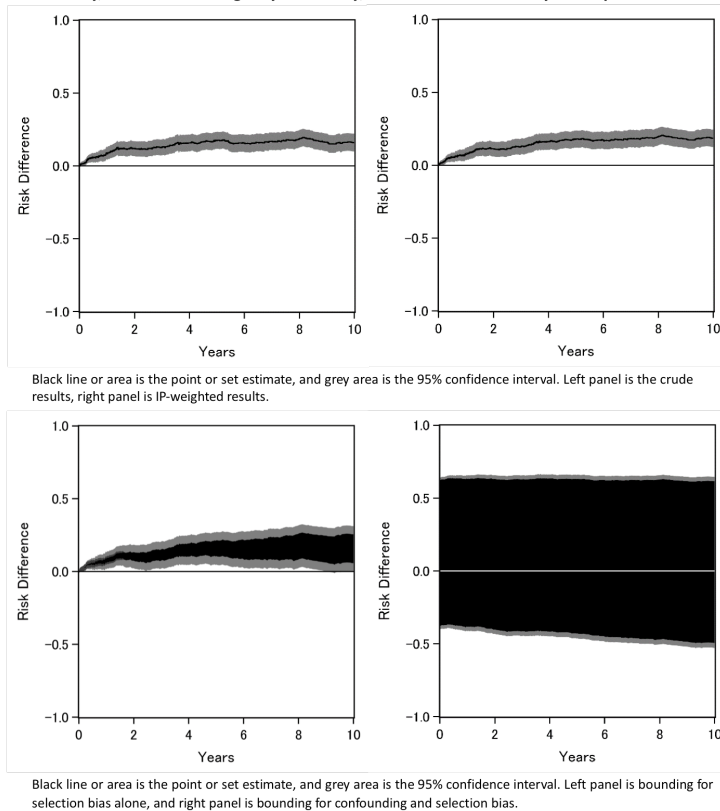 1.0
0.5
0.0
−0.5
−1.0
Risk Difference
0 2 4 6 8 10
Years
1.0
0.5
0.0
−0.5
−1.0
Risk Difference
0 2 4 6 8 10
Years
Black line or area is the point or set estimate, and grey area is the 95% confidence interval. Left panel is the crude
results, right panel is IP-weighted results.
1.0
0.5
0.0
−0.5
−1.0
Risk Difference
0 2 4 6 8 10
Years
1.0
0.5
0.0
−0.5
−1.0
Risk Difference
0 2 4 6 8 10
Years
Black line or area is the point or set estimate, and grey area is the 95% confidence interval. Left panel is bounding for
selection bias alone, and right panel is bounding for confounding and selection bias.